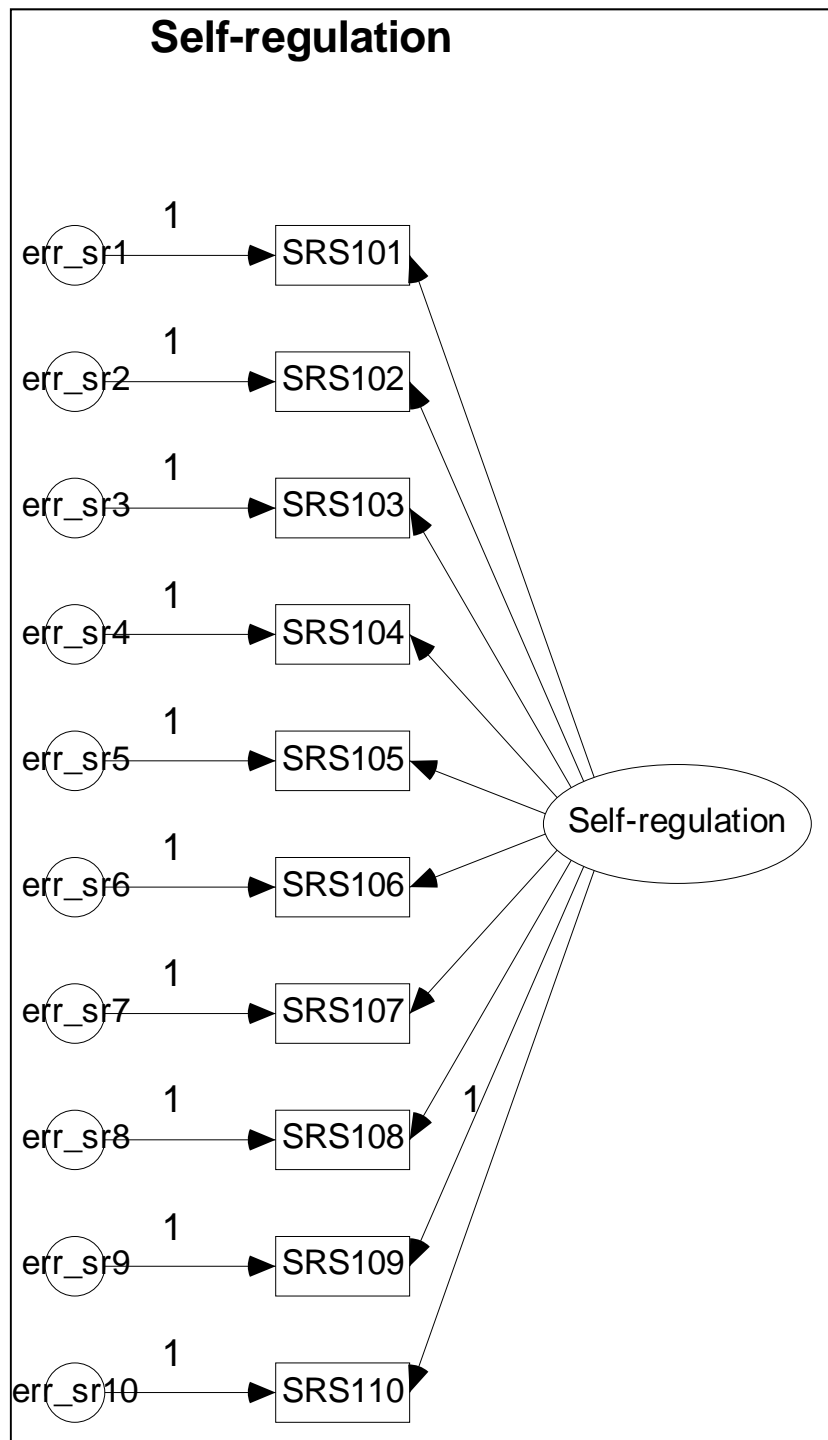 Self-regulation
1
err_sr1 SRS101
1
err_sr2 SRS102
1
err_sr3 SRS103
1
err_sr4 SRS104
1
err_sr5 SRS105
Self-regulation
1
err_sr6 SRS106
1
err_sr7 SRS107
1 1
err_sr8 SRS108
1
err_sr9 SRS109
1
err_sr10 SRS110